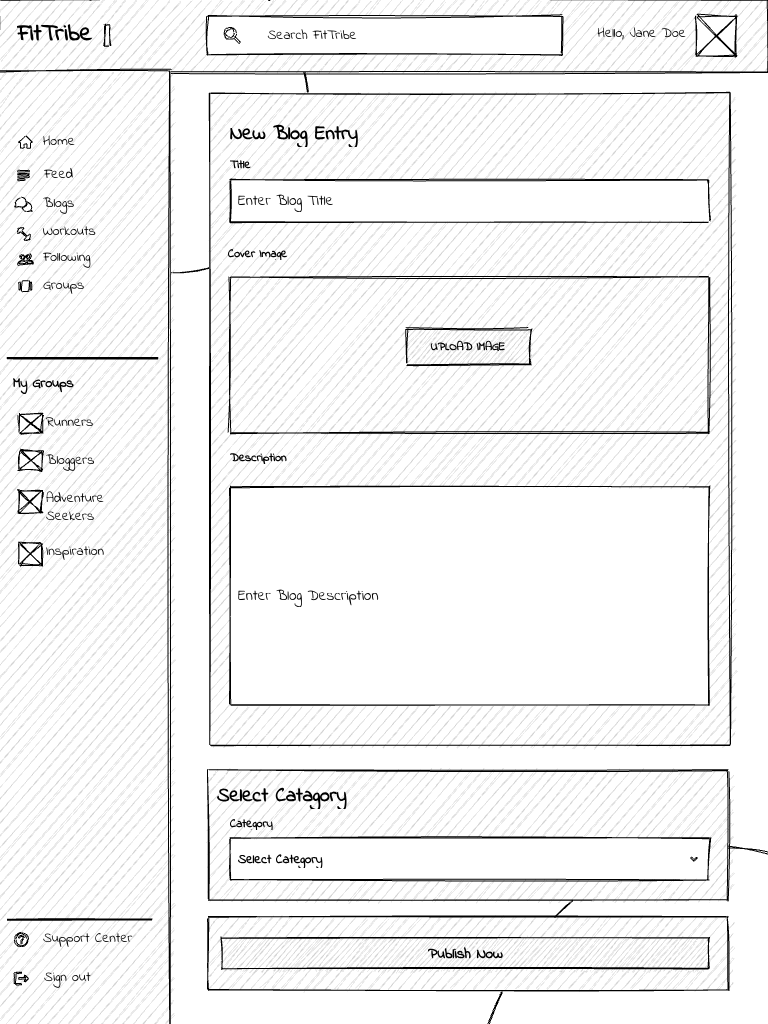 FitTribe
Search FitTribe
Hello, Jane Doe
Home
Feed
Blogs
Workouts
Following
Groups
My Groups
Runners
Bloggers
Adventure
Seekers
Inspiration
Support Center
Sign out
New Blog Entry
Title
Enter Blog Title
Cover Image
UPLOAD IMAGE
Description
Enter Blog Description
Select Catagory
Category
Select Category
Publish Now